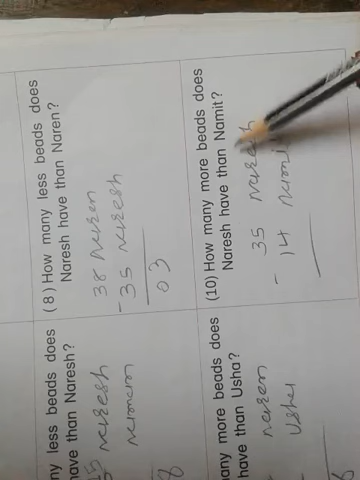 (8) How many less beads does
Naresh have than Naren?
38 Naren
- 35 Naresh
03
(10) How many more beads does
Naresh have than Namit?
35 Naresh
- 14
ny less beads does
have than Naresh?
Naresh
any more beads does
have than Usha?
Naren
Usha